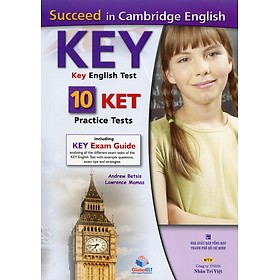 Succeed in Cambridge English
KEY
Key English Test
10 KET
Practice Tests
including
KEY Exam Guide
analysing all the different exam tasks of the
KEY English Test with example questions,
exam tips and strategies.
Andrew Betsis
Lawrence Mamas
GlobalELT
NTV
Công ty TNHH
Nhân Trí Việt
NHÀ XUẤT BẢN TỔNG HỢP
THÀNH PHỐ HỒ CHÍ MINH